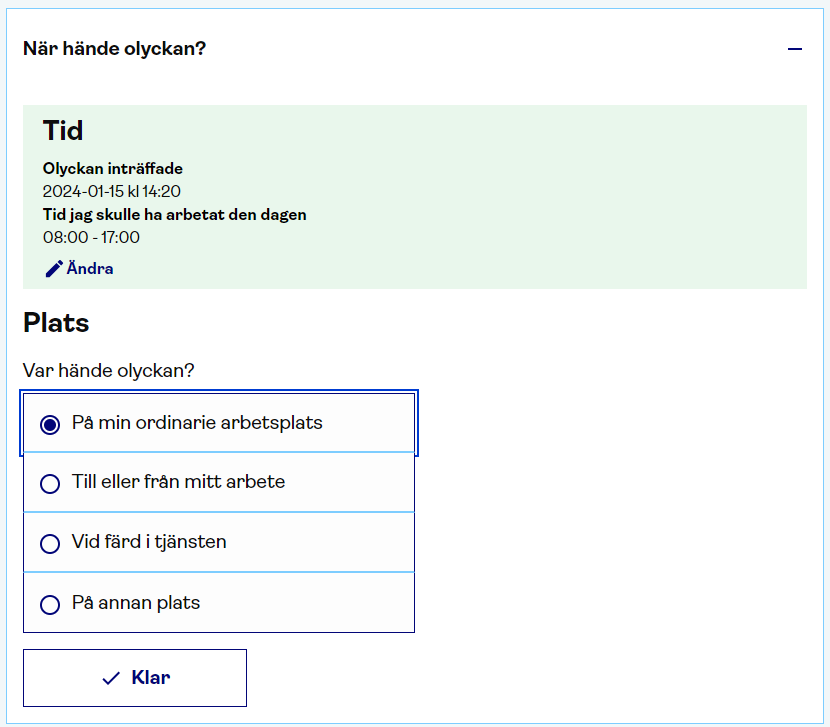 När hände olyckan?
Tid
Olyckan inträffade
2024-01-15 kl 14:20
Tid jag skulle ha arbetat den dagen
08:00 - 17:00
Ändra
Plats
Var hände olyckan?
På min ordinarie arbetsplats
Till eller från mitt arbete
Vid färd i tjänsten
På annan plats
Klar